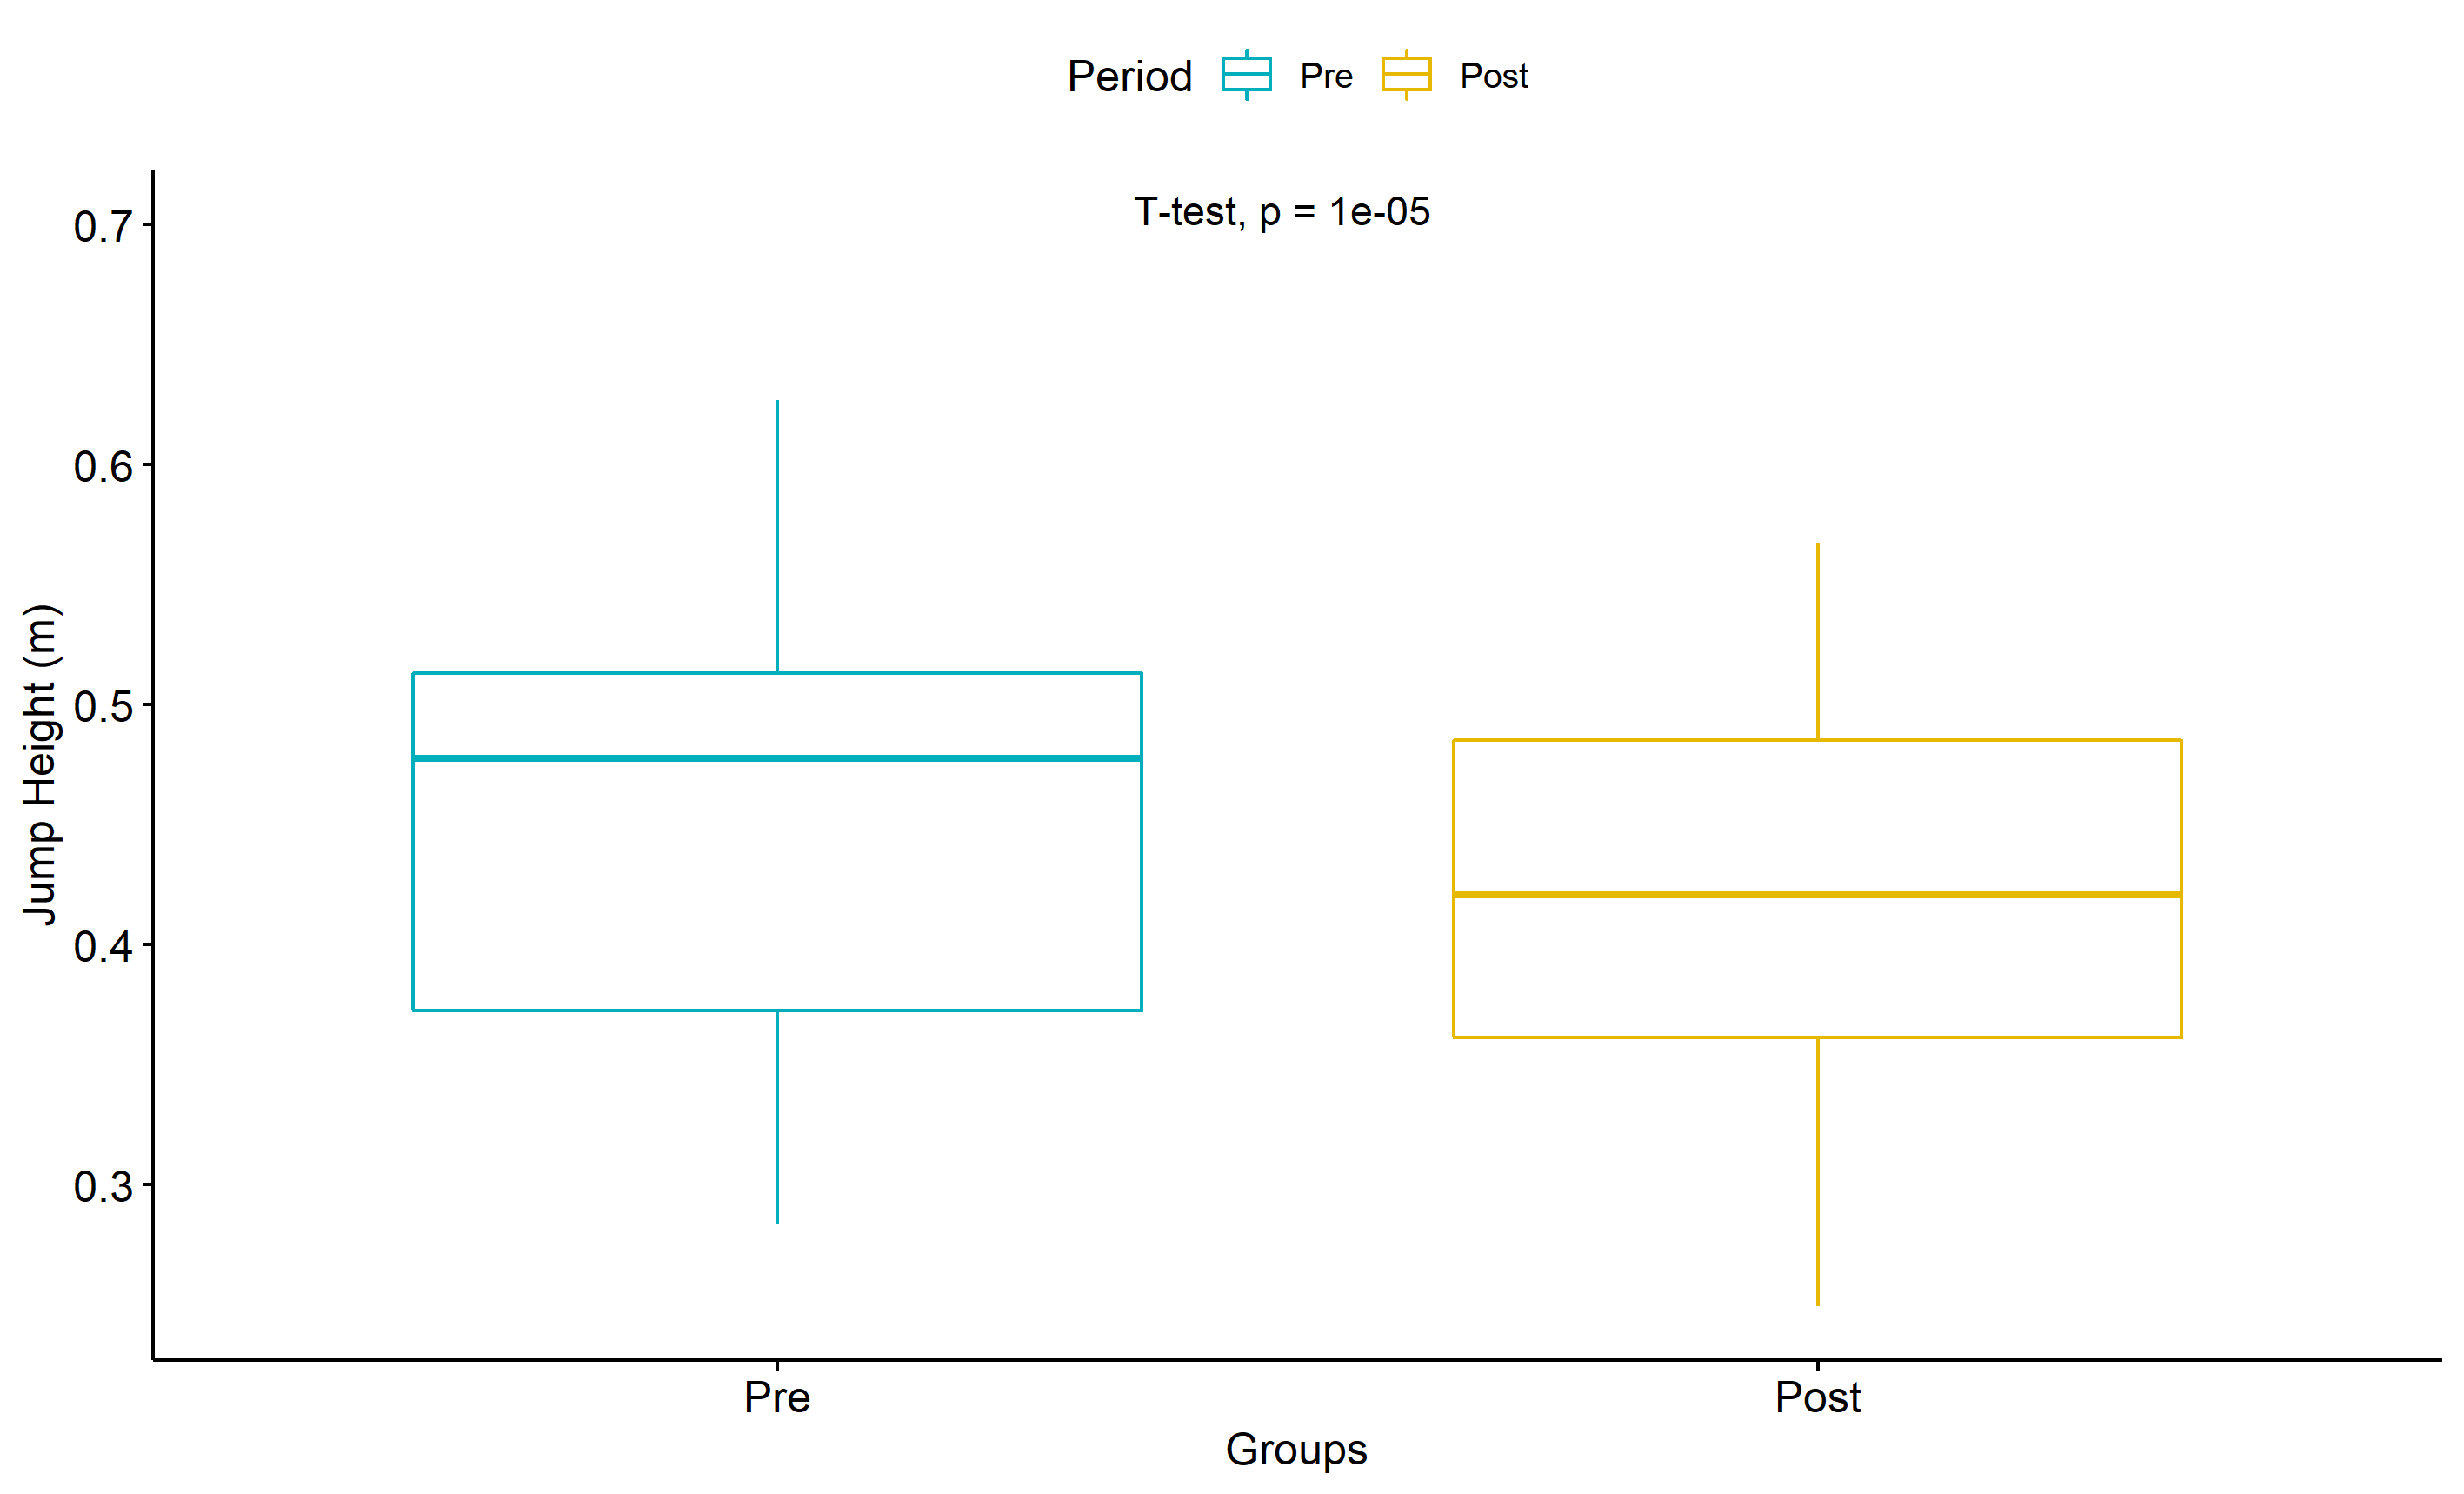 Period Pre Post
T-test, p = 1e-05
0.7
0.6
0.5
0.4
0.3
Jump Height (m)
Pre Post
Groups